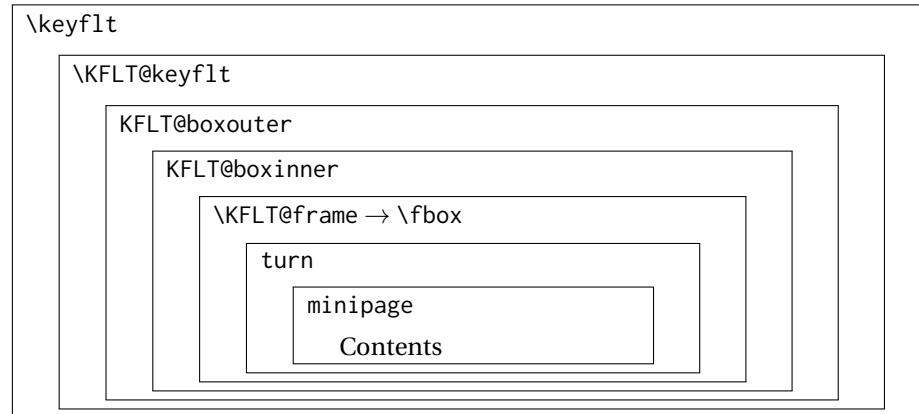 \keyflt
\KFLT@keyflt
KFLT@boxouter
KFLT@boxinner
\KFLT@frame → \fbox
turn
minipage
Contents